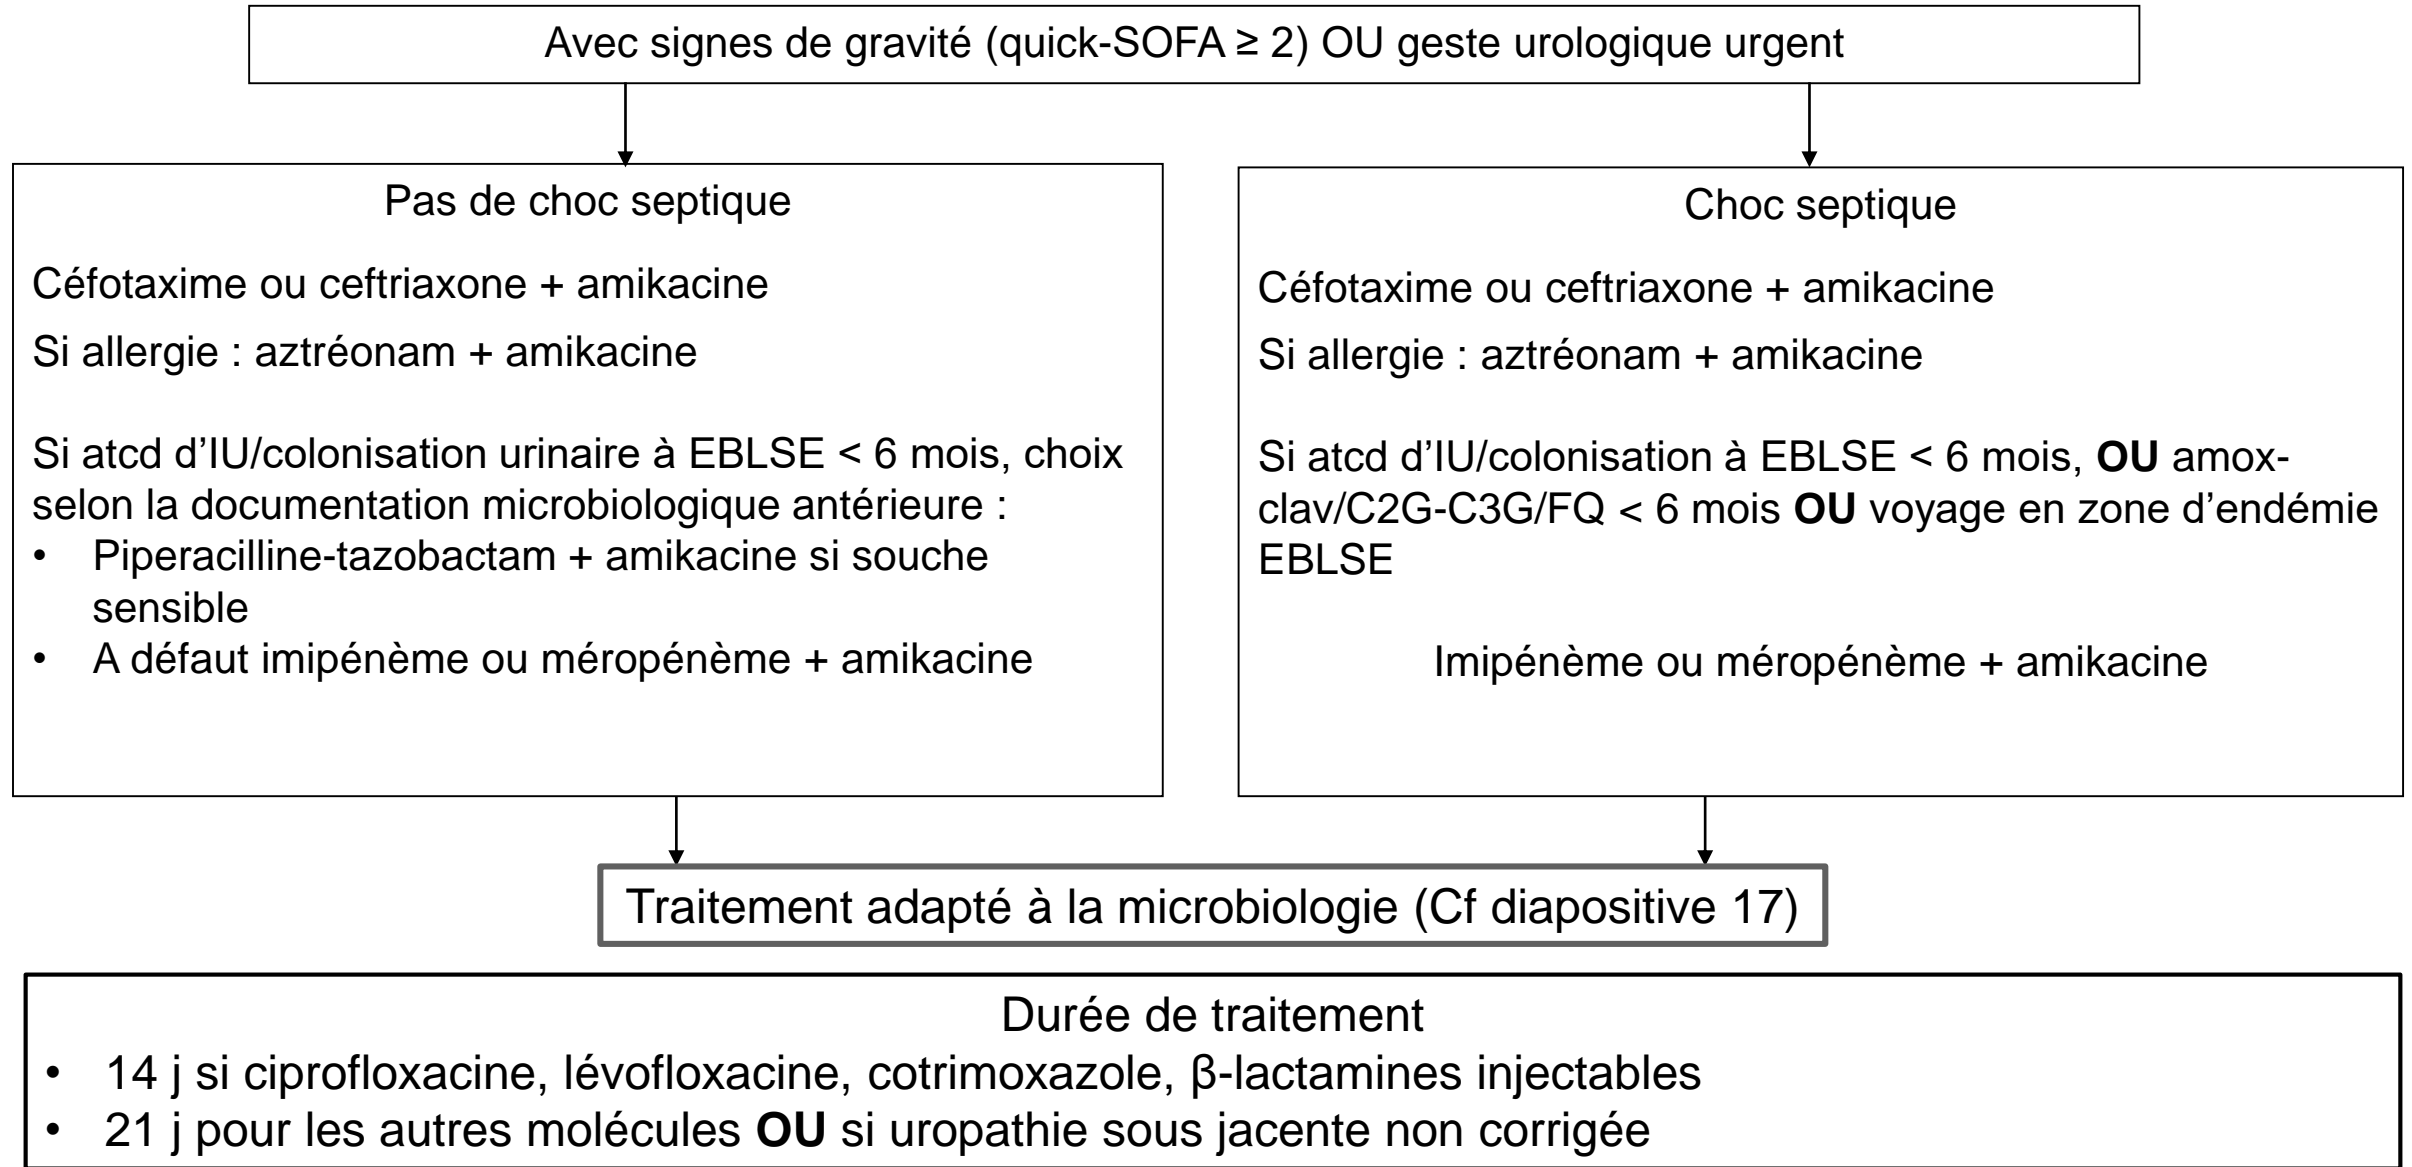 Avec signes de gravité (quick-SOFA ≥ 2) OU geste urologique urgent
Pas de choc septique
Céfotaxime ou ceftriaxone + amikacine
Si allergie : aztréonam + amikacine
Si atcd d'IU/colonisation urinaire à EBLSE < 6 mois, choix
selon la documentation microbiologique antérieure :
• Piperacilline-tazobactam + amikacine si souche
sensible
• A défaut imipénème ou méropénème + amikacine
Choc septique
Céfotaxime ou ceftriaxone + amikacine
Si allergie : aztréonam + amikacine
Si atcd d'IU/colonisation à EBLSE < 6 mois, OU amox-
clav/C2G-C3G/FQ < 6 mois OU voyage en zone d'endémie
EBLSE
Imipénème ou méropénème + amikacine
Traitement adapté à la microbiologie (Cf diapositive 17)
Durée de traitement
• 14 j si ciprofloxacine, lévofloxacine, cotrimoxazole, β-lactamines injectables
• 21 j pour les autres molécules OU si uropathie sous jacente non corrigée